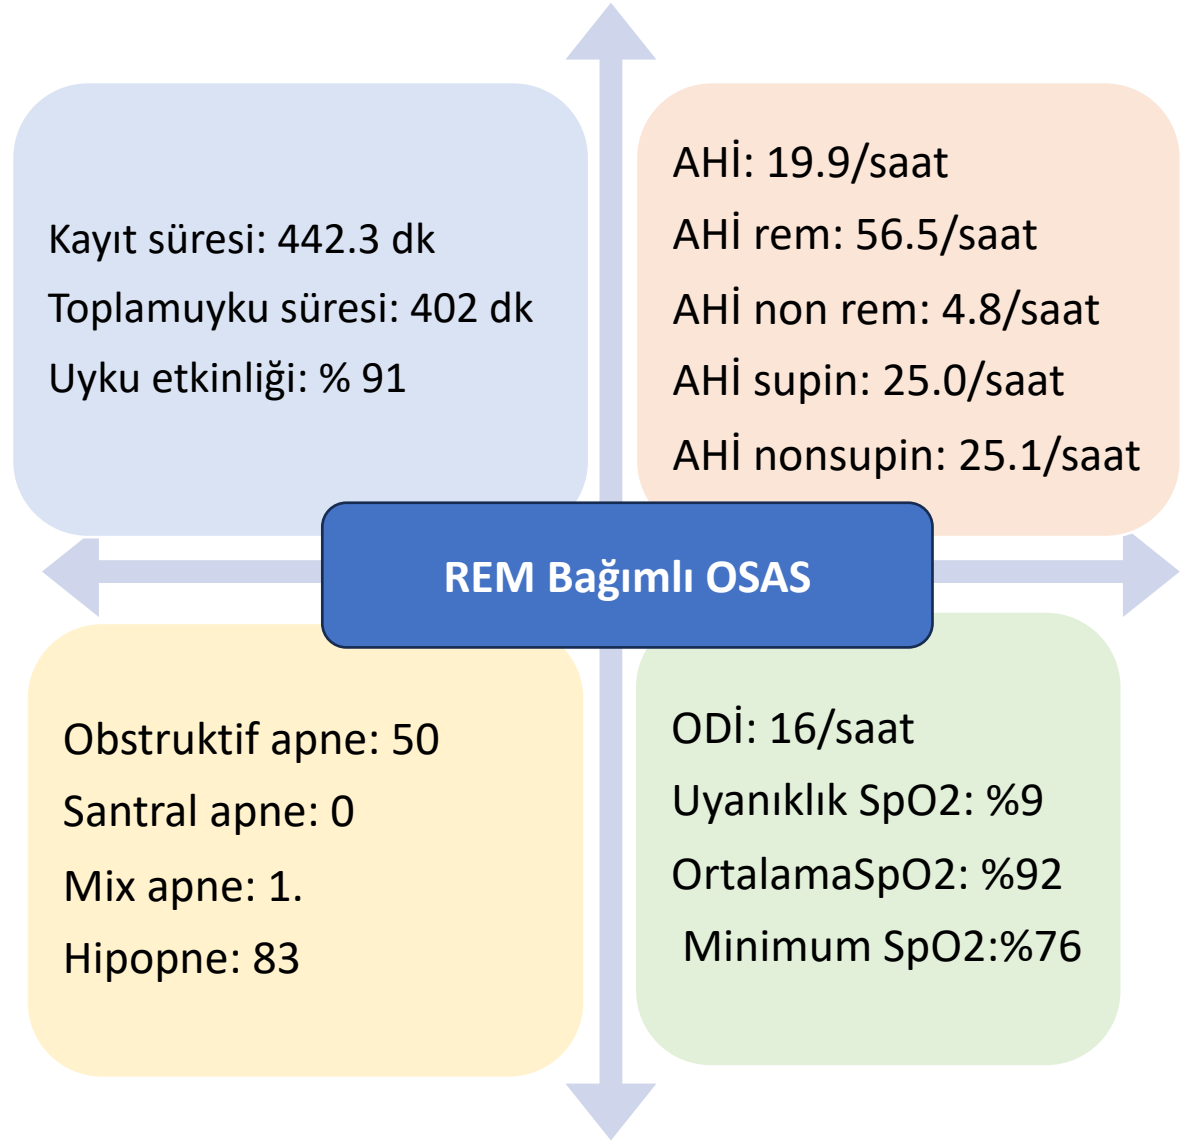 Kayıt süresi: 442.3 dk
Toplamuyku süresi: 402 dk
Uyku etkinliği: % 91
AHİ: 19.9/saat
AHİ rem: 56.5/saat
AHİ non rem: 4.8/saat
AHİ supin: 25.0/saat
AHİ nonsupin: 25.1/saat
REM Bağımlı OSAS
Obstruktif apne: 50
Santral apne: 0
Mix apne: 1.
Hipopne: 83
ODİ: 16/saat
Uyanıklık SpO2: %9
OrtalamaSpO2: %92
Minimum SpO2:%76